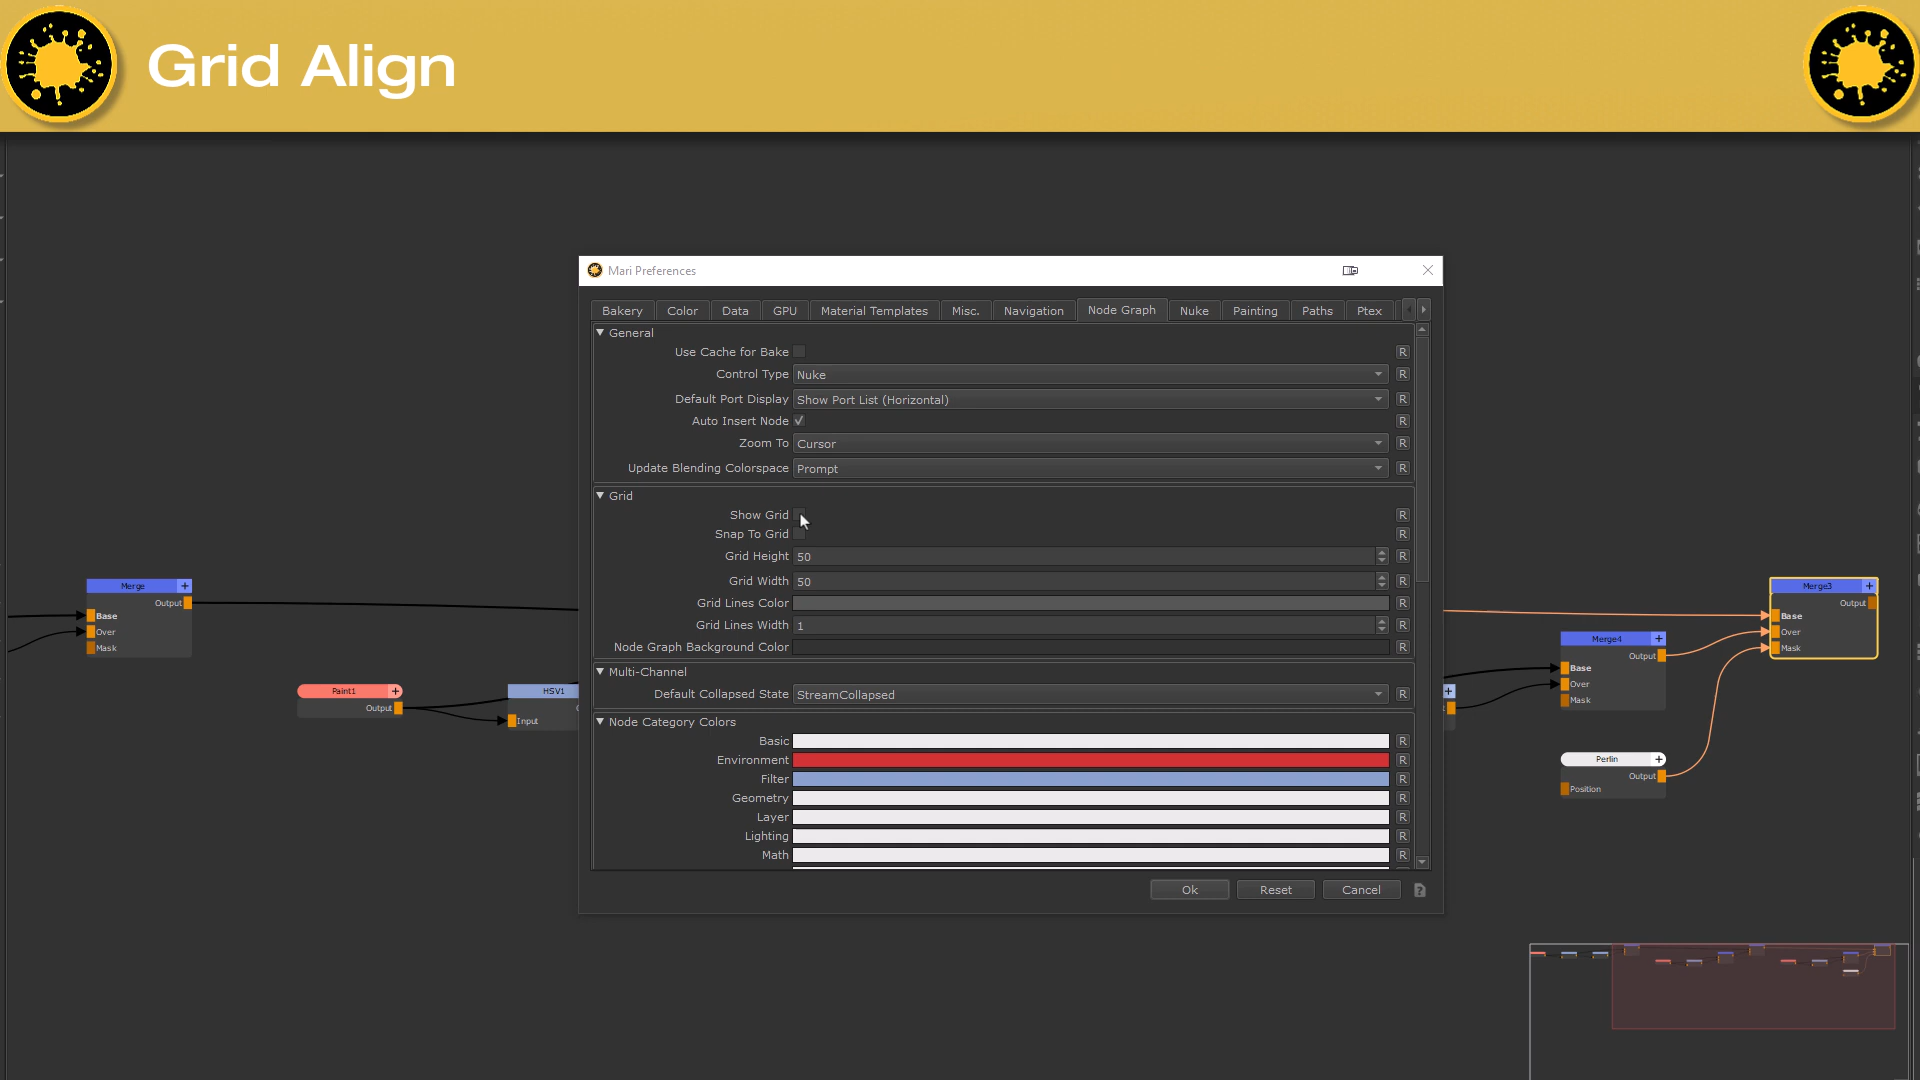 Grid Align
Mari Preferences
Bakery Color Data GPU Material Templates Misc. Navigation Node Graph Nuke Painting Paths Ptex
General
Use Cache for Bake R
Control Type Nuke R
Default Port Display Show Port List (Horizontal) R
Auto Insert Node R
Zoom To Cursor R
Update Blending Colorspace Prompt R
Grid
Show Grid R
Snap To Grid R
Grid Height 50 R
Grid Width 50 R
Grid Lines Color R
Grid Lines Width 1 R
Node Graph Background Color R
Multi-Channel
Default Collapsed State StreamCollapsed R
Node Category Colors
Basic R
Environment R
Filter R
Geometry R
Layer R
Lighting R
Math R
Ok Reset Cancel ?
Merge +
Output
Base
Over
Mask
Paint1 +
Output
HSV1
Input
+
Merge4 +
Output
Base
Over
Mask
Perlin +
Output
Position
Merge3 +
Output
Base
Over
Mask